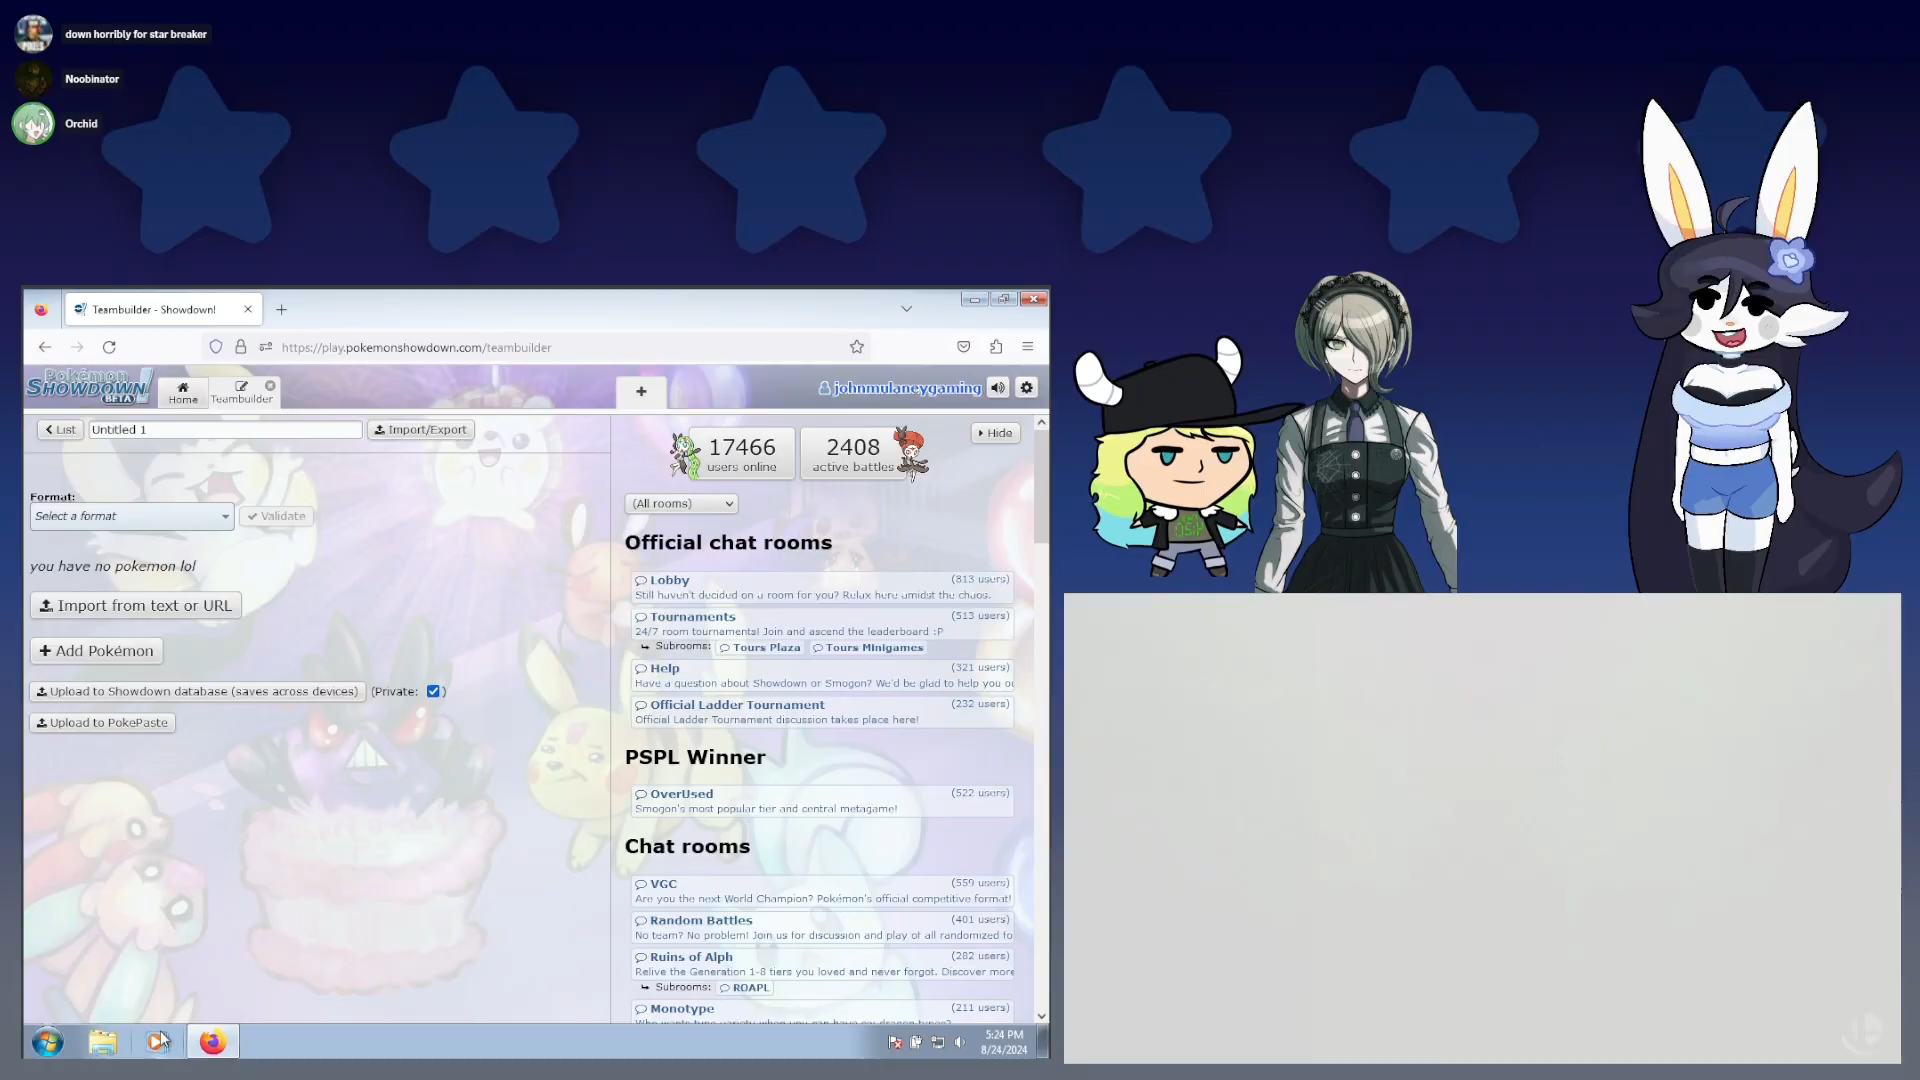 down horribly for star breaker
Noobinator
Orchid
Teambuilder - Showdown!
https://play.pokemonshowdown.com/teambuilder
Pokémon SHOWDOWN! BETA
Home
Teambuilder
johnmulaneygaming
List
Untitled 1
Import/Export
17466
users online
2408
active battles
Hide
(All rooms)
Format:
Select a format
Validate
you have no pokemon lol
Import from text or URL
Add Pokémon
Upload to Showdown database (saves across devices)
(Private: )
Upload to PokePaste
Official chat rooms
Lobby
(813 users)
Still haven't decided on a room for you? Relax here amidst the chaos.
Tournaments
(513 users)
24/7 room tournaments! Join and ascend the leaderboard :P
Subrooms: Tours Plaza Tours Minigames
Help
(321 users)
Have a question about Showdown or Smogon? We'd be glad to help you ou
Official Ladder Tournament
(232 users)
Official Ladder Tournament discussion takes place here!
PSPL Winner
OverUsed
(522 users)
Smogon's most popular tier and central metagame!
Chat rooms
VGC
(559 users)
Are you the next World Champion? Pokémon's official competitive format!
Random Battles
(401 users)
No team? No problem! Join us for discussion and play of all randomized fo
Ruins of Alph
(282 users)
Relive the Generation 1-8 tiers you loved and never forgot. Discover more
Subrooms: ROAPL
Monotype
(211 users)
5:24 PM
8/24/2024